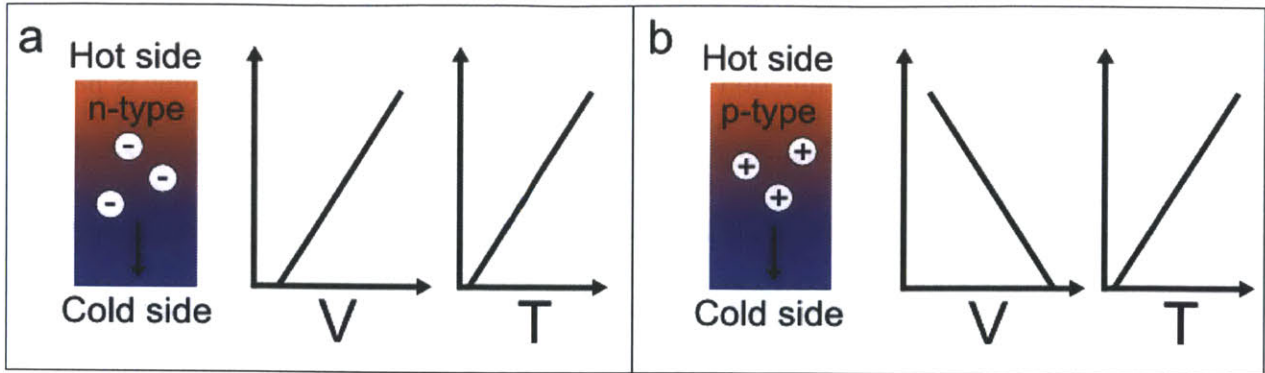 a
Hot side
n-type
-
-
-
Cold side
V
T
b
Hot side
p-type
+
+
+
Cold side
V
T